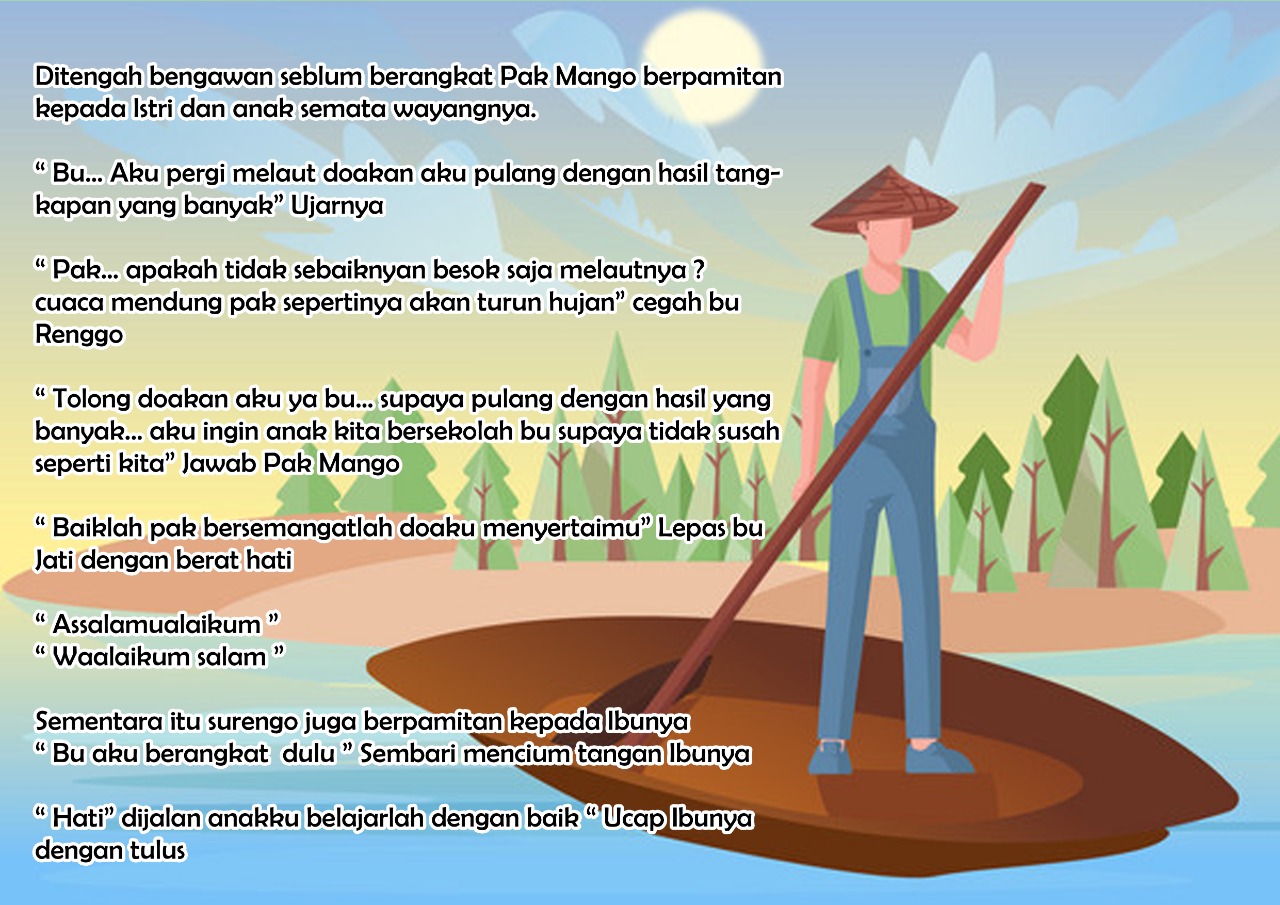 Ditengah bengawan seblum berangkat Pak Mango berpamitan
kepada Istri dan anak semata wayangnya.
“ Bu... Aku pergi melaut doakan aku pulang dengan hasil tang-
kapan yang banyak” Ujarnya
“ Pak... apakah tidak sebaiknyan besok saja melautnya ?
cuaca mendung pak sepertinya akan turun hujan” cegah bu
Renggo
“ Tolong doakan aku ya bu... supaya pulang dengan hasil yang
banyak... aku ingin anak kita bersekolah bu supaya tidak susah
seperti kita” Jawab Pak Mango
“ Baiklah pak bersemangatlah doaku menyertaimu” Lepas bu
Jati dengan berat hati
“ Assalamualaikum ”
“ Waalaikum salam ”
Sementara itu surengo juga berpamitan kepada Ibunya
“ Bu aku berangkat  dulu ” Sembari mencium tangan Ibunya
“ Hati” dijalan anakku belajarlah dengan baik “ Ucap Ibunya
dengan tulus